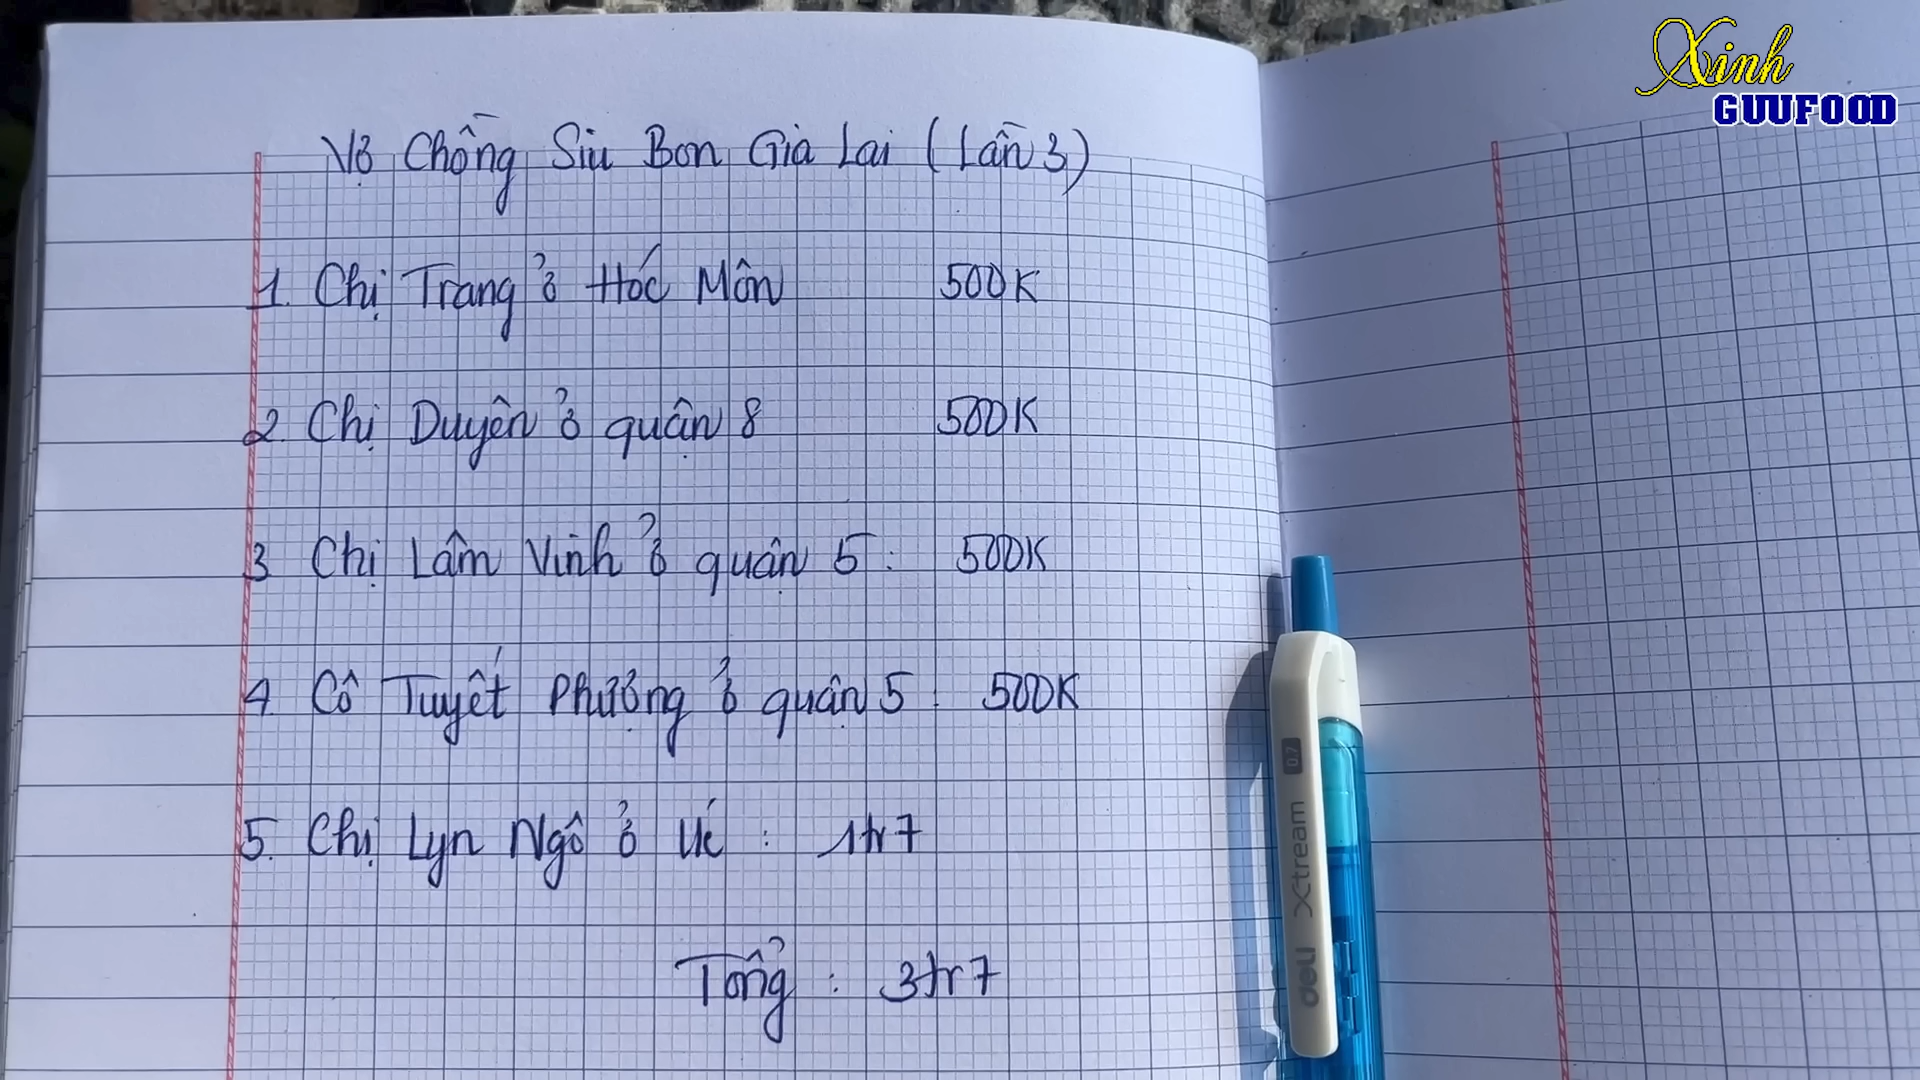 Xinh
GUUFOOD
Vợ Chồng Siu Bon Gia Lai (Lần 3)
1. Chị Trang ở Hóc Môn 500K
2. Chị Duyên ở quận 8 500K
3 Chị Lâm Vinh ở quận 5 : 500K
4. Cô Tuyết Phượng ở quận 5 : 500K
5. Chị Lyn Ngô ở Úc : 1tr7
Tổng : 3tr7
deli Xtream 0.7